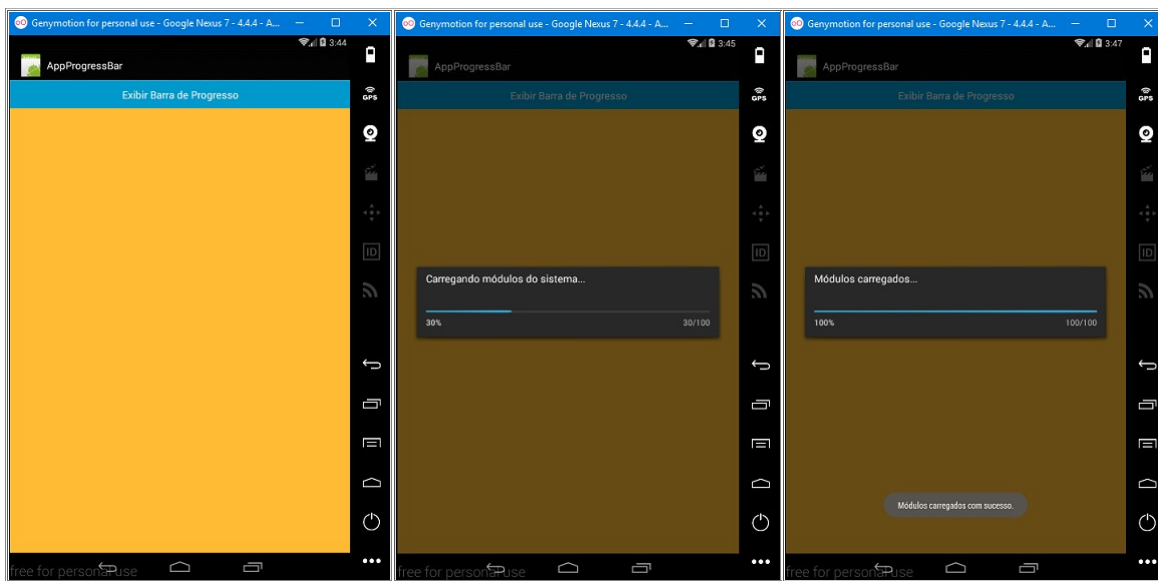 Genymotion for personal use - Google Nexus 7 - 4.4.4 - A...
3:44
AppProgressBar
GPS
Exibir Barra de Progresso
ID
free for personal use
Genymotion for personal use - Google Nexus 7 - 4.4.4 - A...
3:45
AppProgressBar
GPS
Exibir Barra de Progresso
ID
Carregando módulos do sistema...
30%
30/100
free for personal use
Genymotion for personal use - Google Nexus 7 - 4.4.4 - A...
3:47
AppProgressBar
GPS
Exibir Barra de Progresso
ID
Módulos carregados...
100%
100/100
Módulos carregados com sucesso.
free for personal use